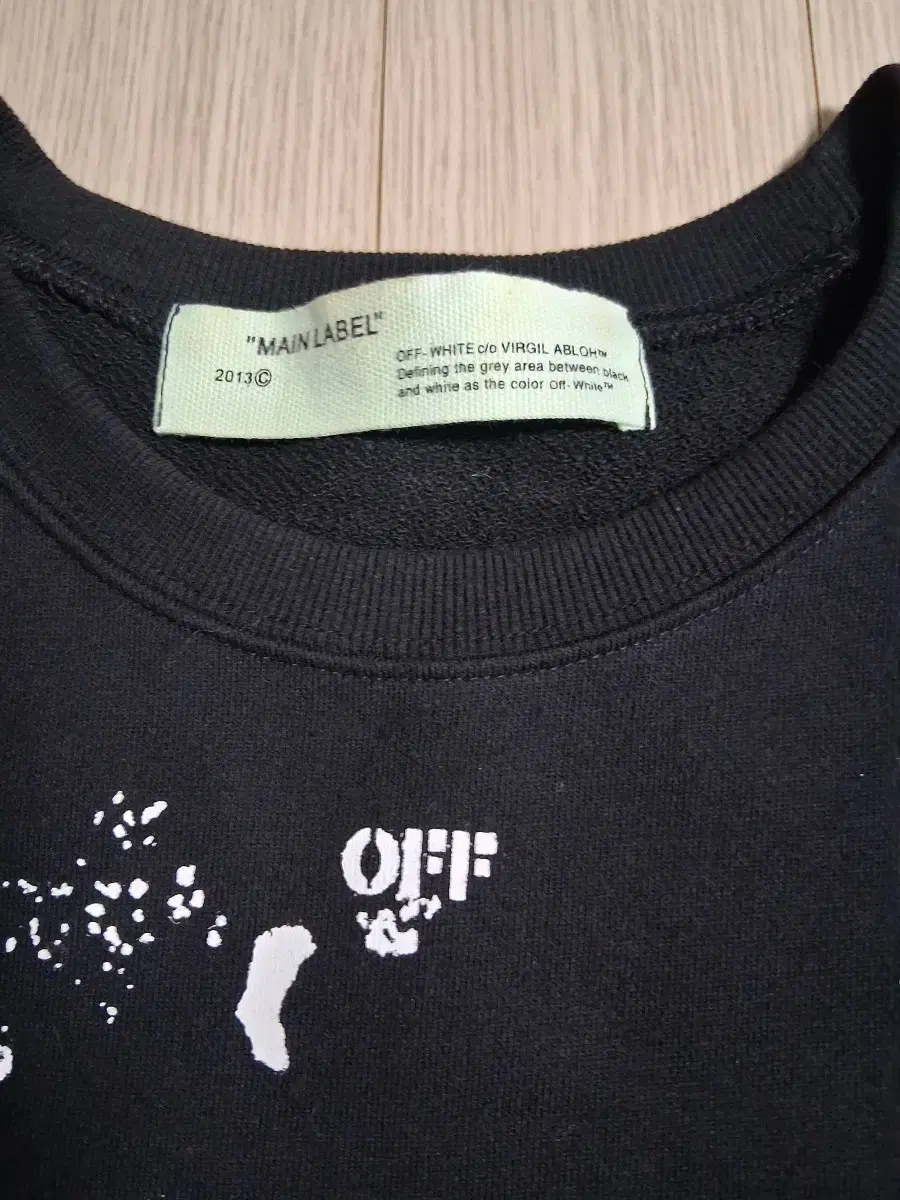 "MAIN LABEL"
2013©
OFF-WHITE c/o VIRGIL ABLOH™
Defining the grey area between black
and white as the color Off-White™
OFF